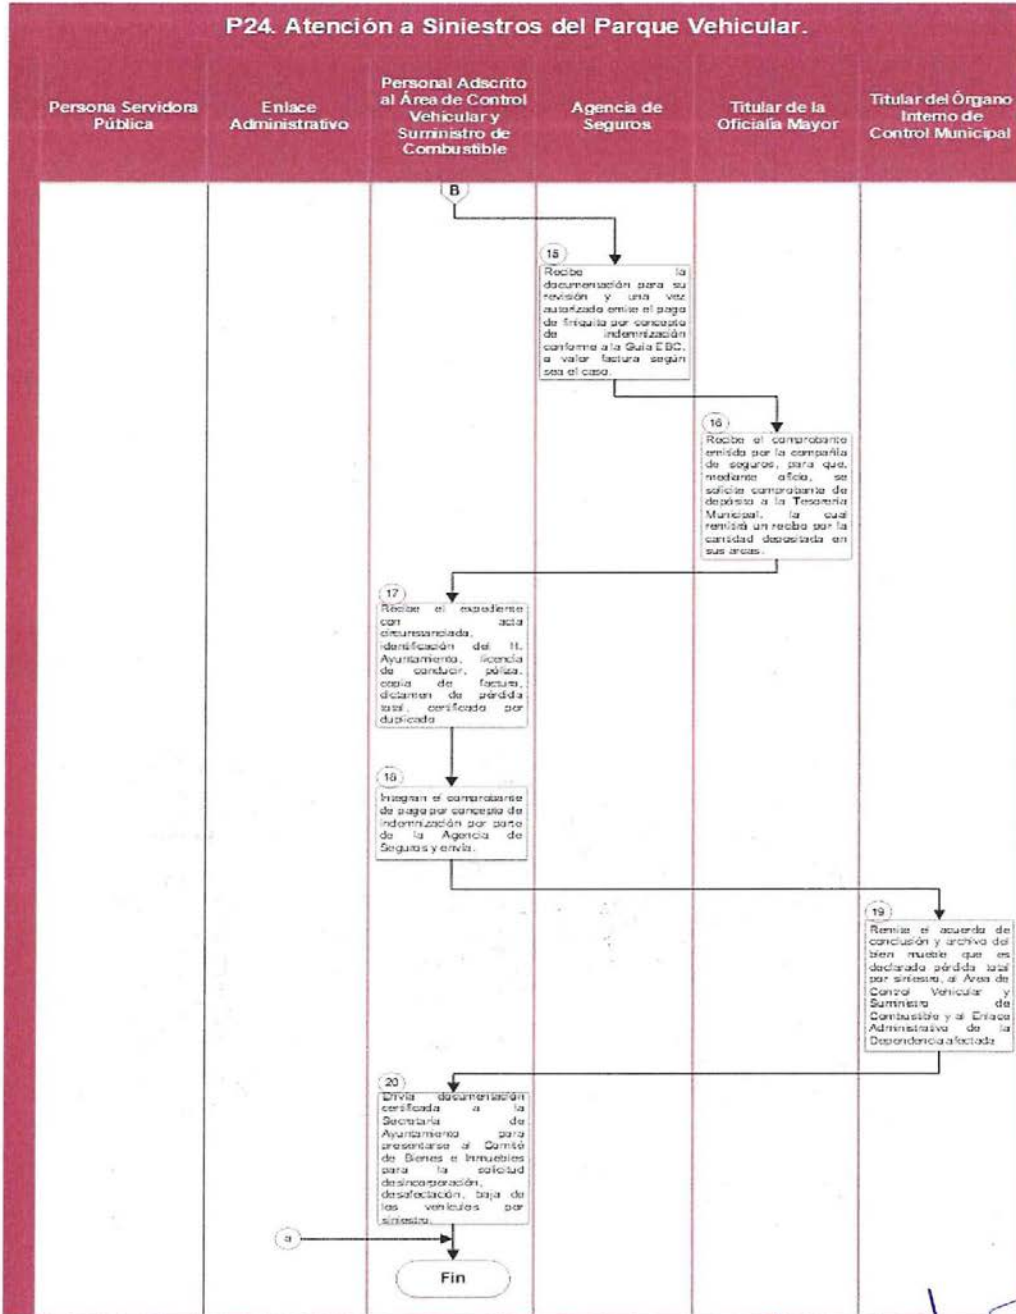 P24. Atención a Siniestros del Parque Vehicular.
Persona Servidora
Pública
Enlace
Administrativo
Personal Adscrito
al Área de Control
Vehicular y
Suministro de
Combustible
Agencia de
Seguros
Titular de la
Oficialía Mayor
Titular del Órgano
Interno de
Control Municipal
B
15
Recibe la
documentación para su
revisión y una vez
autorizado emite el pago
de finiquito por concepto
de indemnización
conforme a la Guía EBC,
a valor factura según
sea el caso.
16
Recibe el comprobante
emitido por la compañía
de seguros, para que,
mediante oficio, se
solicite comprobante de
depósito a la Tesorería
Municipal, la cual
remitirá un recibo por la
cantidad depositada en
sus arcas.
17
Recibe el expediente
con acta
circunstanciada,
identificación del H.
Ayuntamiento, licencia
de conducir, póliza,
copia de factura,
dictamen de pérdida
total, certificado por
duplicado
18
Integran el comprobante
de pago por concepto de
indemnización por parte
de la Agencia de
Seguros y envía.
19
Remite el acuerdo de
conclusión y archivo del
bien mueble que es
declarado pérdida total
por siniestro, al Área de
Control Vehicular y
Suministro de
Combustible y al Enlace
Administrativo de la
Dependencia afectada
20
Envía documentación
certificada a la
Secretaría de
Ayuntamiento para
presentarse al Comité
de Bienes e Inmuebles
para la solicitud
desincorporación,
desafectación, baja de
los vehículos por
siniestro.
a
Fin